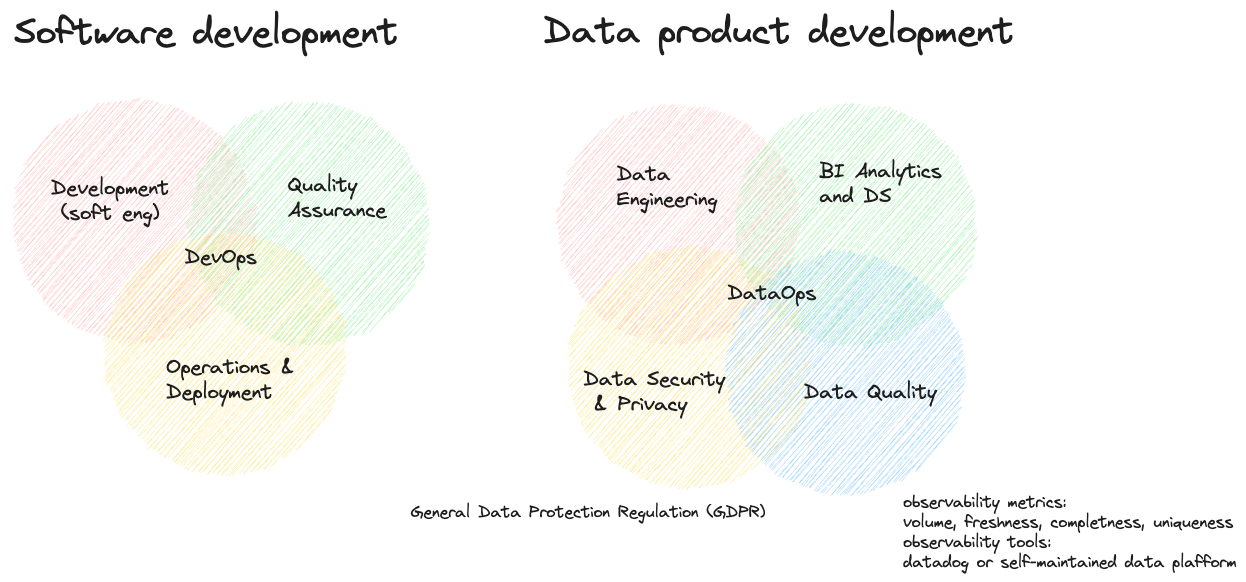 Software development
Data product development
Development
(soft eng)
Quality
Assurance
DevOps
Operations &
Deployment
Data
Engineering
BI Analytics
and DS
DataOps
Data Security
& Privacy
Data Quality
General Data Protection Regulation (GDPR)
observability metrics:
volume, freshness, completness, uniqueness
observability tools:
datadog or self-maintained data plafform